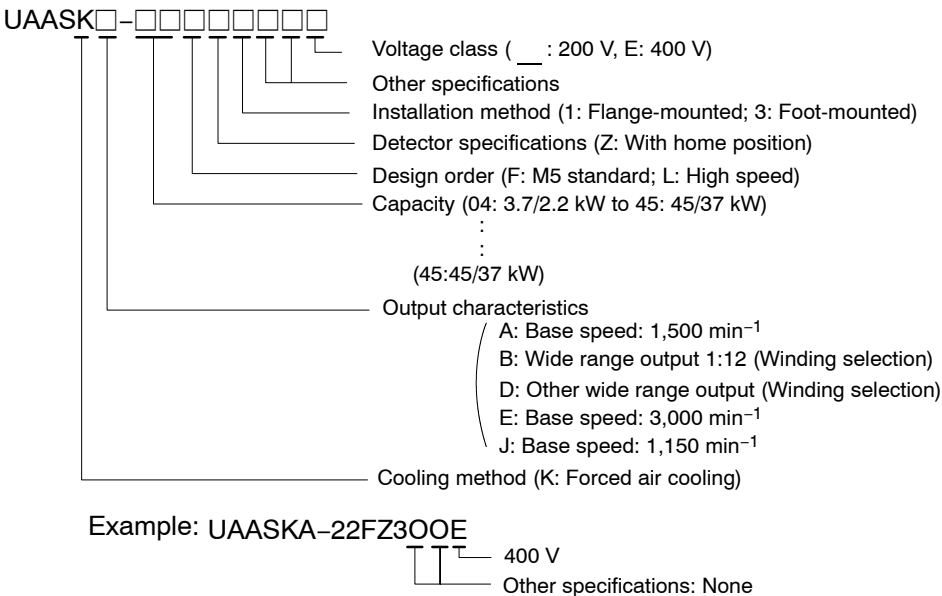 UAASK□−□□□□□□□□
Voltage class ( __ : 200 V, E: 400 V)
Other specifications
Installation method (1: Flange-mounted; 3: Foot-mounted)
Detector specifications (Z: With home position)
Design order (F: M5 standard; L: High speed)
Capacity (04: 3.7/2.2 kW to 45: 45/37 kW)
:
:
(45:45/37 kW)
Output characteristics
A: Base speed: 1,500 min−1
B: Wide range output 1:12 (Winding selection)
D: Other wide range output (Winding selection)
E: Base speed: 3,000 min−1
J: Base speed: 1,150 min−1
Cooling method (K: Forced air cooling)
Example: UAASKA−22FZ3OOE
400 V
Other specifications: None